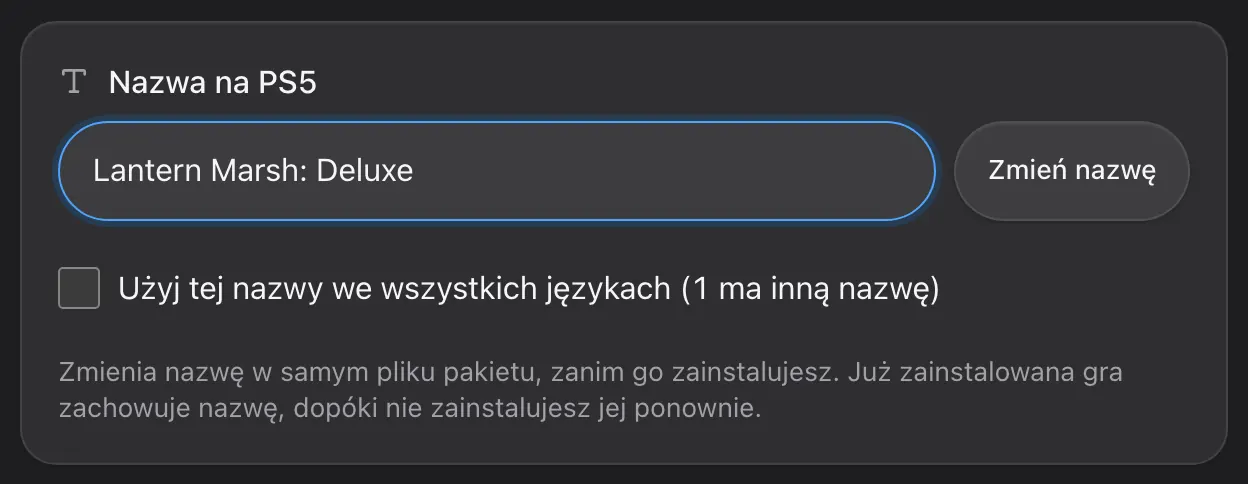 Nazwa na PS5
Lantern Marsh: Deluxe
Zmień nazwę
Użyj tej nazwy we wszystkich językach (1 ma inną nazwę)
Zmienia nazwę w samym pliku pakietu, zanim go zainstalujesz. Już zainstalowana gra
zachowuje nazwę, dopóki nie zainstalujesz jej ponownie.